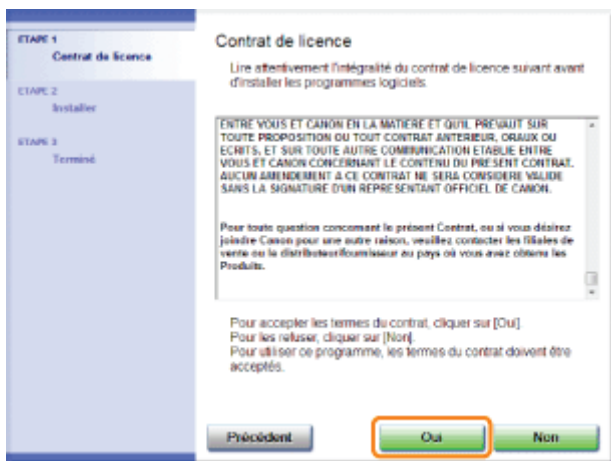 ETAPE 1
Contrat de licence
ETAPE 2
Installer
ETAPE 3
Terminé
Contrat de licence
Lire attentivement l'intégralité du contrat de licence suivant avant
d'installer les programmes logiciels.
ENTRE VOUS ET CANON EN LA MATIERE ET QU'IL PREVAUT SUR
TOUTE PROPOSITION OU TOUT CONTRAT ANTERIEUR, ORAUX OU
ECRITS, ET SUR TOUTE AUTRE COMMUNICATION ETABLIE ENTRE
VOUS ET CANON CONCERNANT LE CONTENU DU PRESENT CONTRAT.
AUCUN AMENDEMENT A CE CONTRAT NE SERA CONSIDERE VALIDE
SANS LA SIGNATURE D'UN REPRESENTANT OFFICIEL DE CANON.
Pour toute question concernant le présent Contrat, ou si vous désirez
joindre Canon pour une autre raison, veuillez contacter les filiales de
vente ou le distributeur/fournisseur au pays où vous avez obtenu les
Produits.
Pour accepter les termes du contrat, cliquer sur [Oui].
Pour les refuser, cliquer sur [Non].
Pour utiliser ce programme, les termes du contrat doivent être
acceptés.
Précédent
Oui
Non